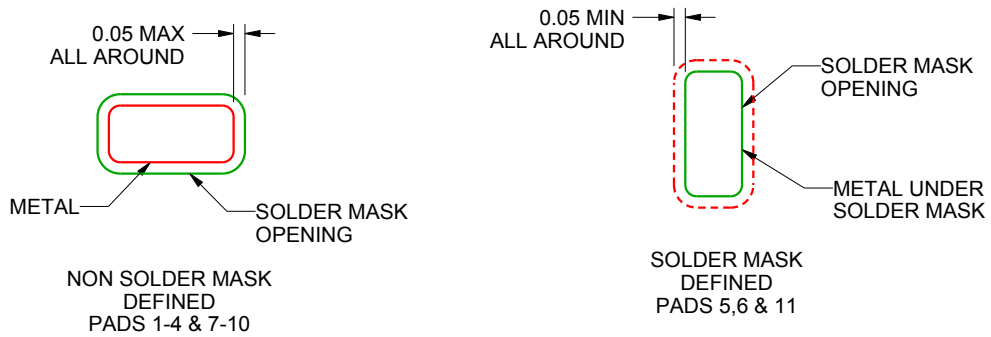 0.05 MAX
ALL AROUND
METAL
SOLDER MASK
OPENING
NON SOLDER MASK
DEFINED
PADS 1-4 & 7-10
0.05 MIN
ALL AROUND
SOLDER MASK
OPENING
METAL UNDER
SOLDER MASK
SOLDER MASK
DEFINED
PADS 5,6 & 11